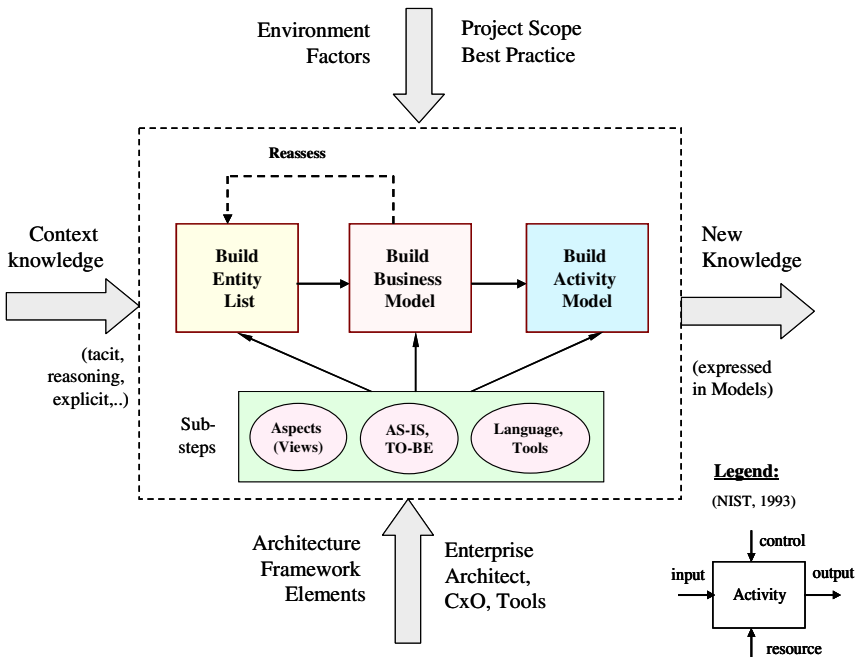 Environment
Factors
Project Scope
Best Practice
Reassess
Context
knowledge
(tacit,
reasoning,
explicit,..)
Build
Entity
List
Build
Business
Model
Build
Activity
Model
New
Knowledge
(expressed
in Models)
Sub-
steps
Aspects
(Views)
AS-IS,
TO-BE
Language,
Tools
Architecture
Framework
Elements
Enterprise
Architect,
CxO, Tools
Legend:
(NIST, 1993)
control
input
Activity
output
resource